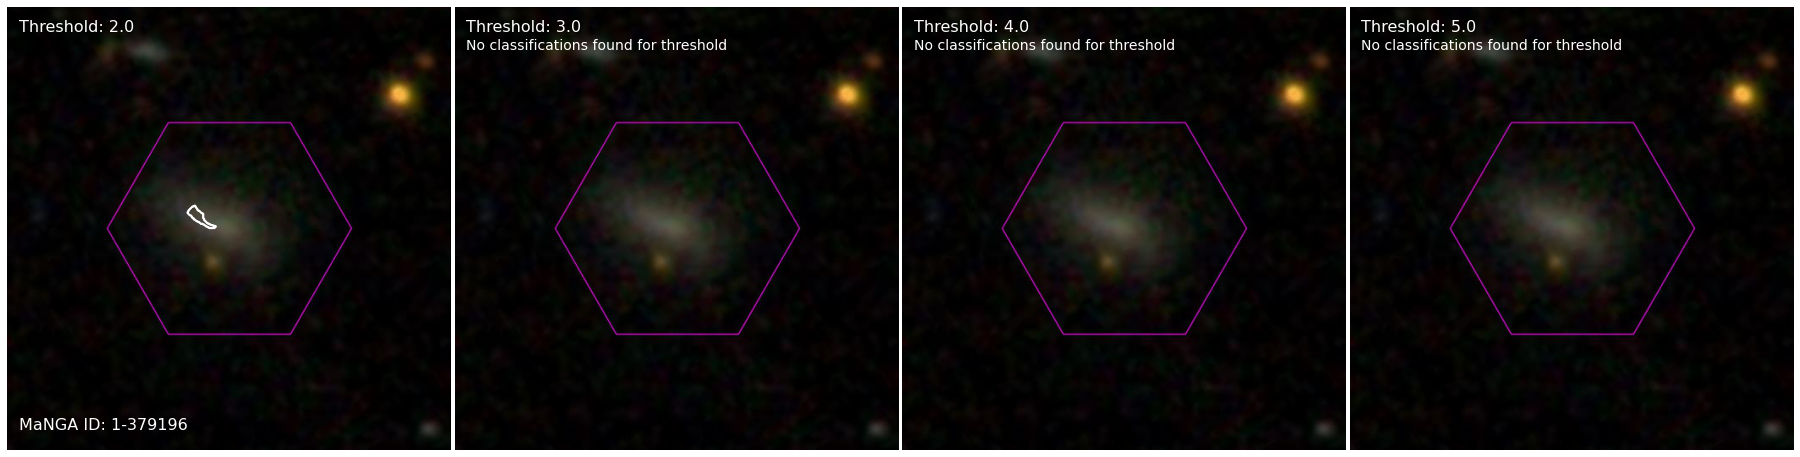 Threshold: 2.0
MaNGA ID: 1-379196
Threshold: 3.0
No classifications found for threshold
Threshold: 4.0
No classifications found for threshold
Threshold: 5.0
No classifications found for threshold